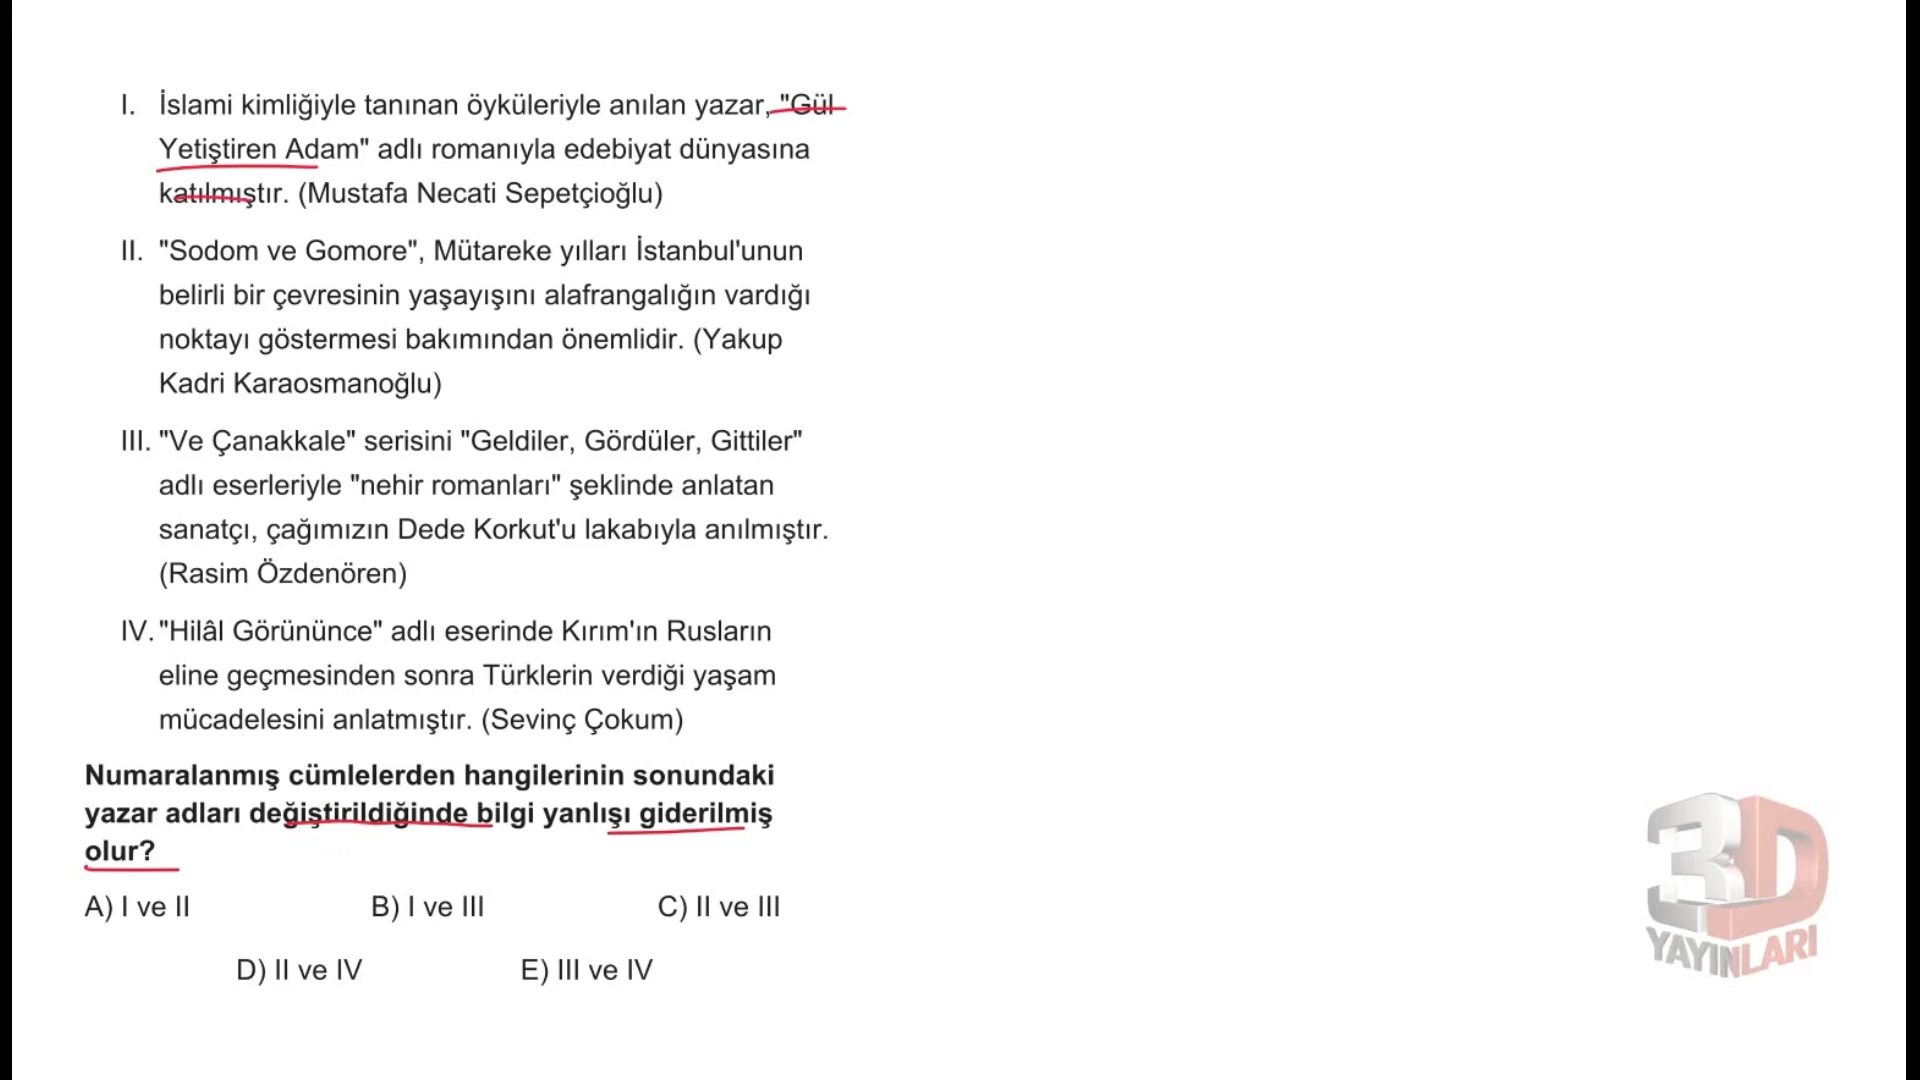 I. İslami kimliğiyle tanınan öyküleriyle anılan yazar, "Gül
Yetiştiren Adam" adlı romanıyla edebiyat dünyasına
katılmıştır. (Mustafa Necati Sepetçioğlu)
II. "Sodom ve Gomore", Mütareke yılları İstanbul'unun
belirli bir çevresinin yaşayışını alafrangalığın vardığı
noktayı göstermesi bakımından önemlidir. (Yakup
Kadri Karaosmanoğlu)
III. "Ve Çanakkale" serisini "Geldiler, Gördüler, Gittiler"
adlı eserleriyle "nehir romanları" şeklinde anlatan
sanatçı, çağımızın Dede Korkut'u lakabıyla anılmıştır.
(Rasim Özdenören)
IV. "Hilâl Görününce" adlı eserinde Kırım'ın Rusların
eline geçmesinden sonra Türklerin verdiği yaşam
mücadelesini anlatmıştır. (Sevinç Çokum)
Numaralanmış cümlelerden hangilerinin sonundaki
yazar adları değiştirildiğinde bilgi yanlışı giderilmiş
olur?
A) I ve II B) I ve III C) II ve III
D) II ve IV E) III ve IV
3D
YAYINLARI